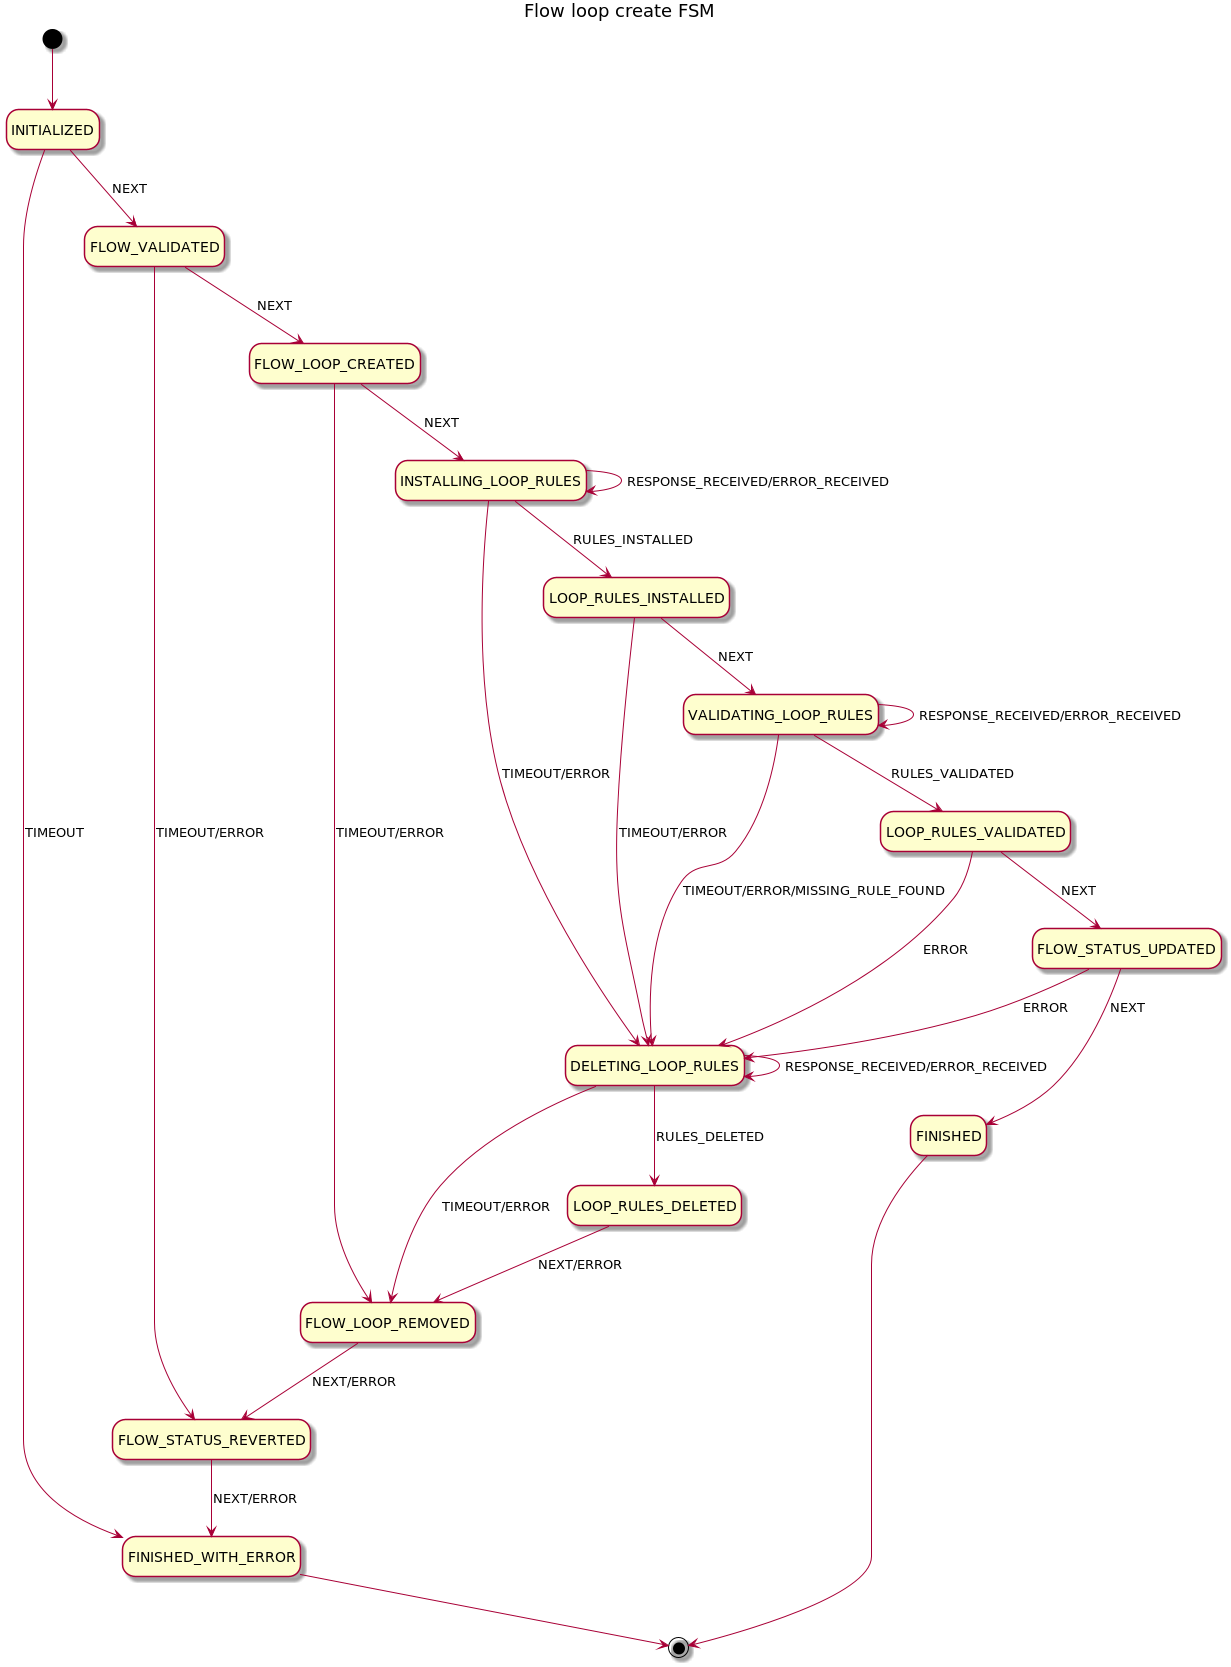 Flow loop create FSM
INITIALIZED
NEXT
FLOW_VALIDATED
NEXT
FLOW_LOOP_CREATED
NEXT
INSTALLING_LOOP_RULES
RESPONSE_RECEIVED/ERROR_RECEIVED
RULES_INSTALLED
LOOP_RULES_INSTALLED
NEXT
VALIDATING_LOOP_RULES
RESPONSE_RECEIVED/ERROR_RECEIVED
TIMEOUT/ERROR
RULES_VALIDATED
TIMEOUT
TIMEOUT/ERROR
TIMEOUT/ERROR
TIMEOUT/ERROR
LOOP_RULES_VALIDATED
TIMEOUT/ERROR/MISSING_RULE_FOUND
NEXT
ERROR
FLOW_STATUS_UPDATED
ERROR
NEXT
DELETING_LOOP_RULES
RESPONSE_RECEIVED/ERROR_RECEIVED
RULES_DELETED
FINISHED
TIMEOUT/ERROR
LOOP_RULES_DELETED
NEXT/ERROR
FLOW_LOOP_REMOVED
NEXT/ERROR
FLOW_STATUS_REVERTED
NEXT/ERROR
FINISHED_WITH_ERROR